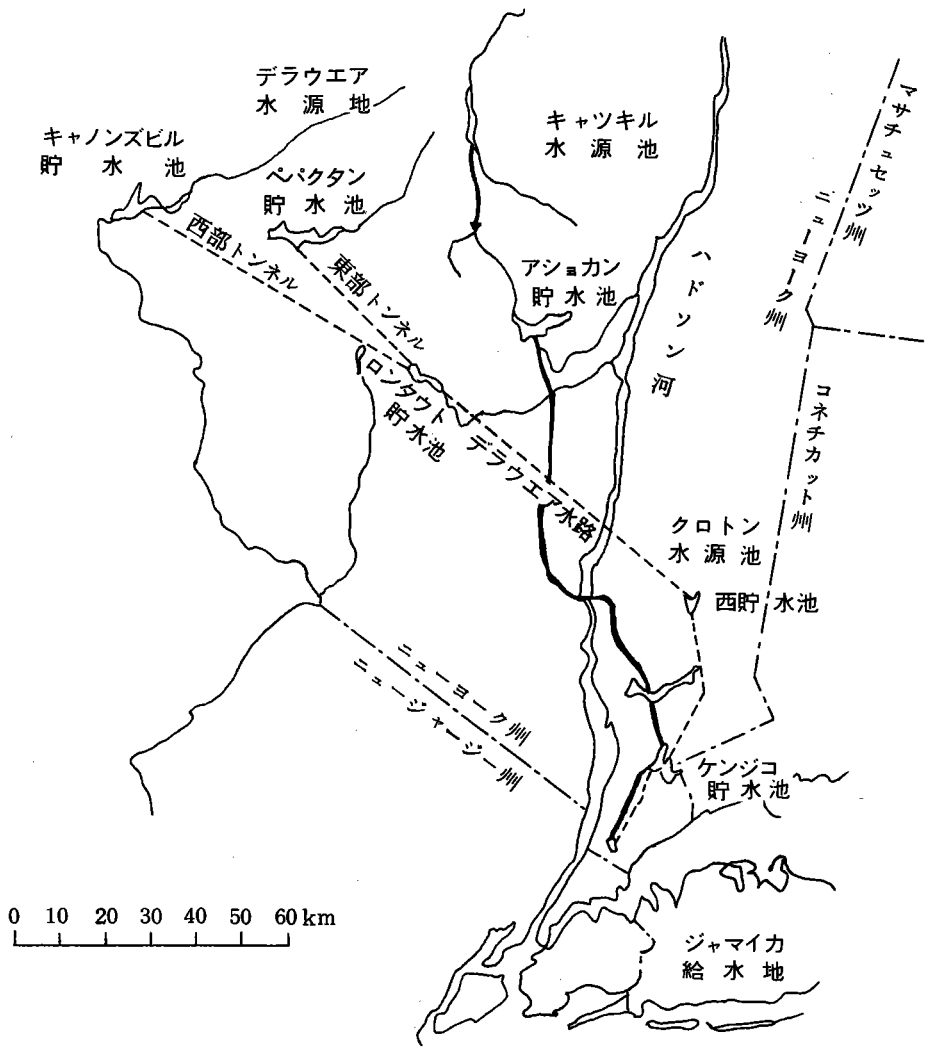 デラウエア
水源地
キャノンズビル
貯水池
ペパクタン
貯水池
キャツキル
水源池
マサチュセッツ州
ニューヨーク州
西部トンネル
東部トンネル
アショカン
貯水池
ハドソン河
ロンタウト
貯水池
デラウエア水路
コネチカット州
クロトン
水源池
西貯水池
ニューヨーク州
ニュージャージー州
ケンジコ
貯水池
0 10 20 30 40 50 60km
ジャマイカ
給水地